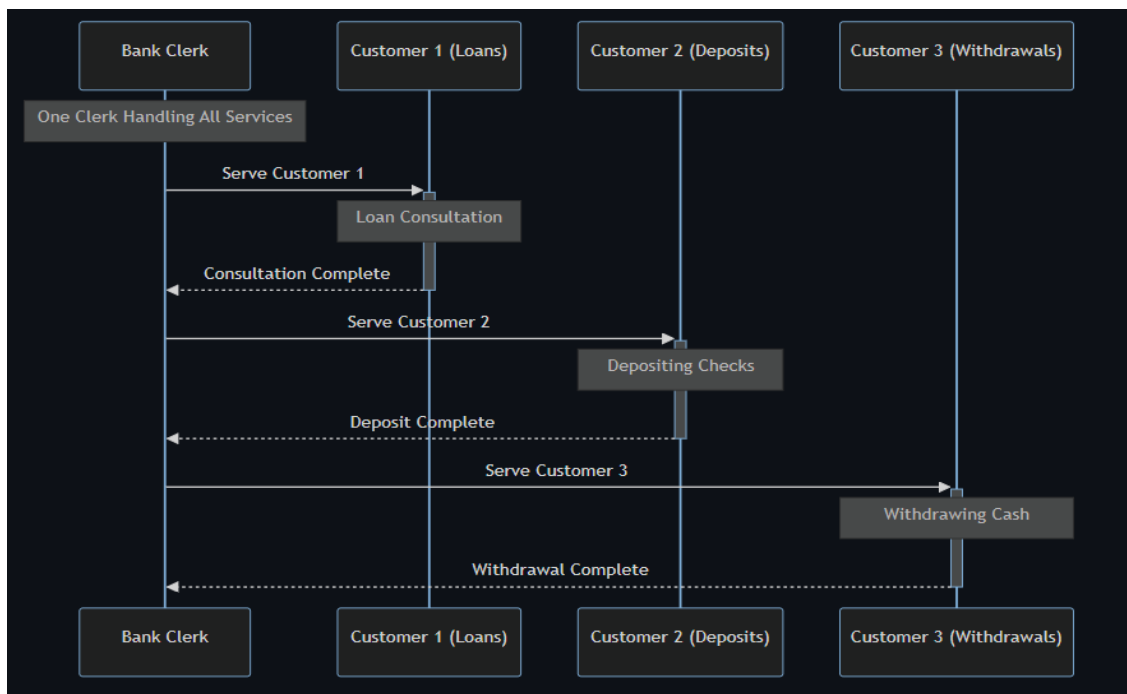 Bank Clerk
Customer 1 (Loans)
Customer 2 (Deposits)
Customer 3 (Withdrawals)
One Clerk Handling All Services
Serve Customer 1
Loan Consultation
Consultation Complete
Serve Customer 2
Depositing Checks
Deposit Complete
Serve Customer 3
Withdrawing Cash
Withdrawal Complete
Bank Clerk
Customer 1 (Loans)
Customer 2 (Deposits)
Customer 3 (Withdrawals)